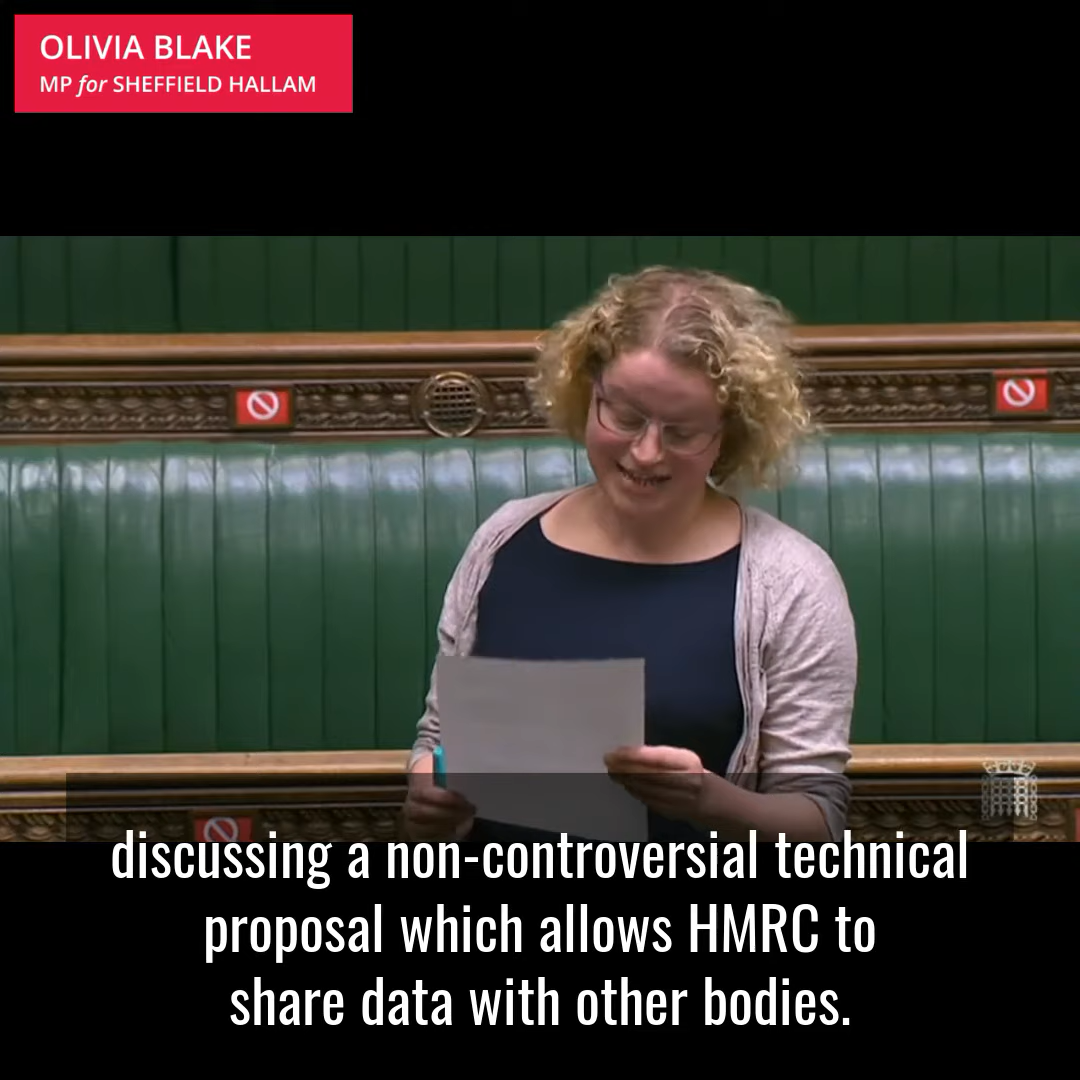 OLIVIA BLAKE
MP for SHEFFIELD HALLAM
discussing a non-controversial technical
proposal which allows HMRC to
share data with other bodies.